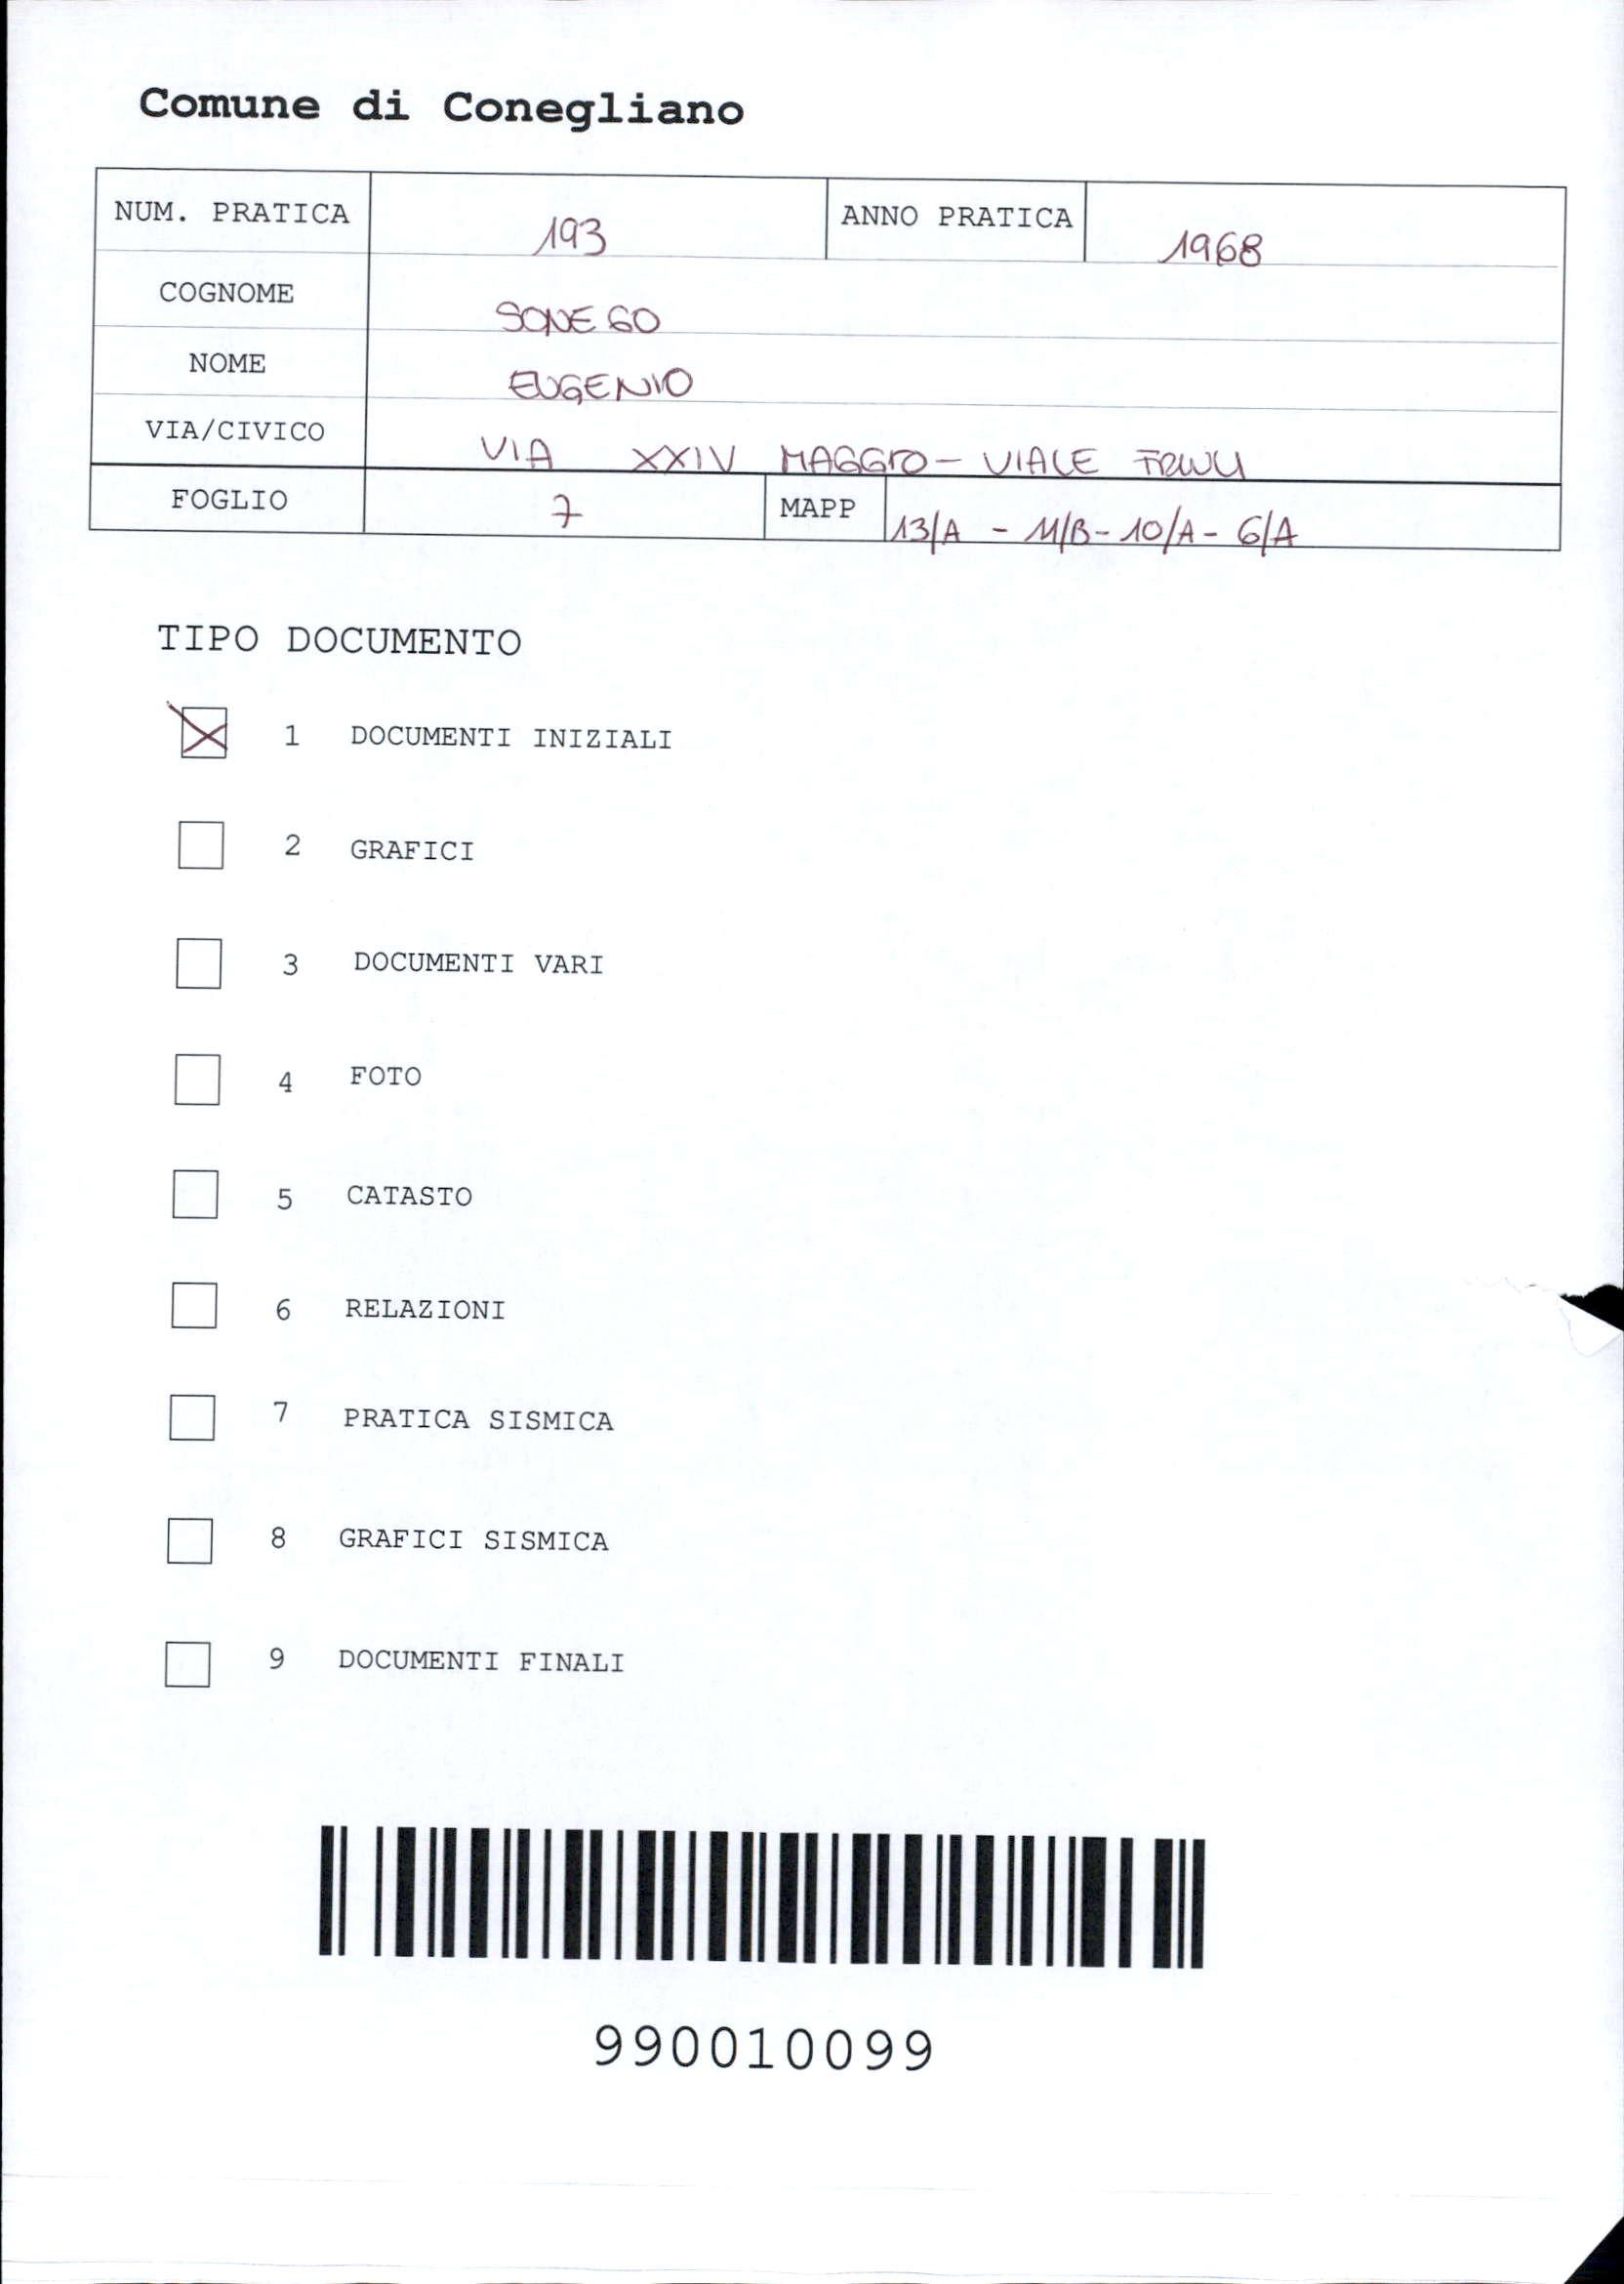 Comune di Conegliano
NUM. PRATICA 193 ANNO PRATICA 1968
COGNOME SONEGO
NOME EUGENIO
VIA/CIVICO VIA XXIV MAGGIO - VIALE FRIULI
FOGLIO 7 MAPP 13/A - 11/B - 10/A - 6/A
TIPO DOCUMENTO
1 DOCUMENTI INIZIALI
2 GRAFICI
3 DOCUMENTI VARI
4 FOTO
5 CATASTO
6 RELAZIONI
7 PRATICA SISMICA
8 GRAFICI SISMICA
9 DOCUMENTI FINALI
990010099